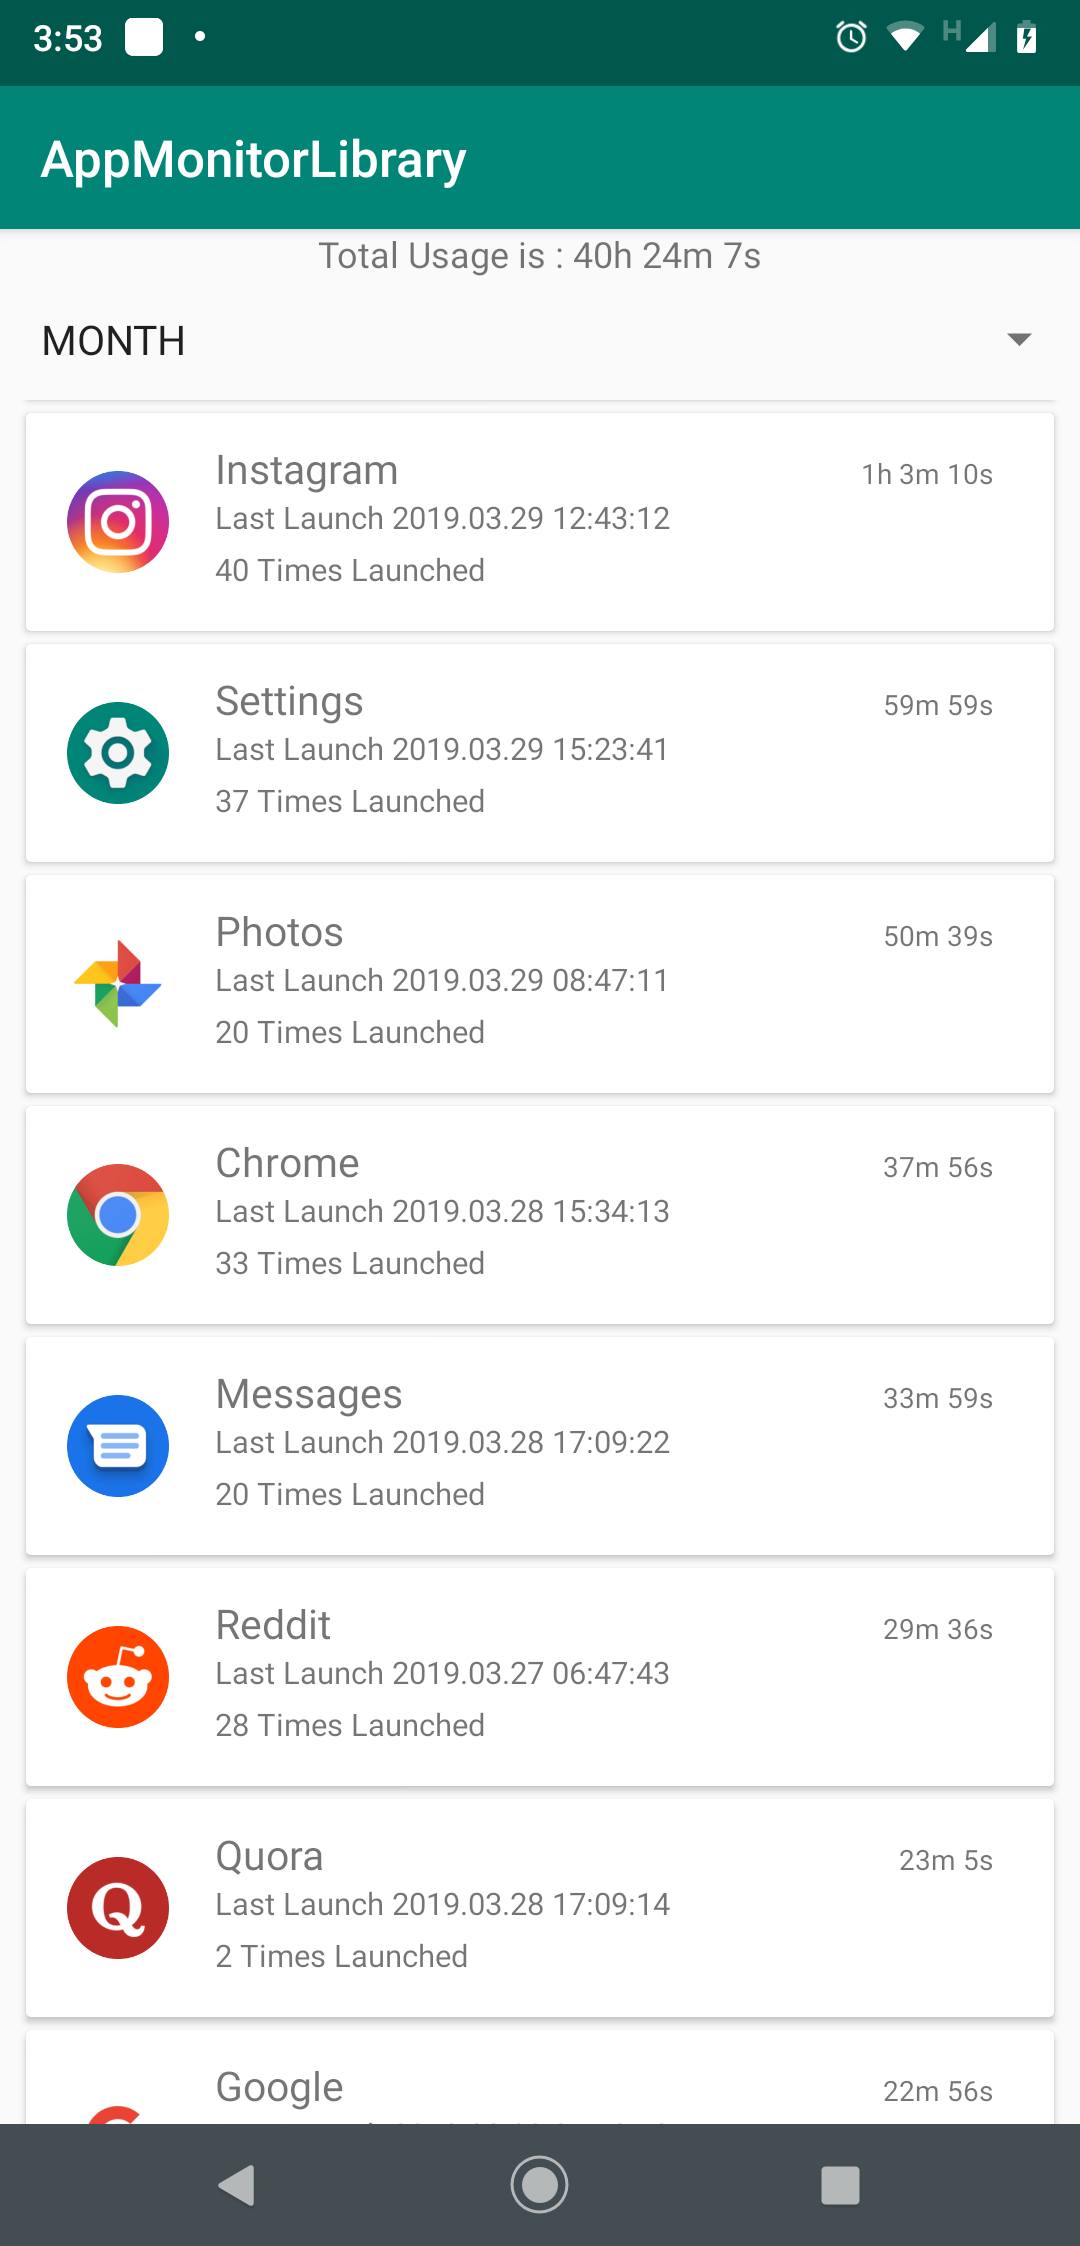 3:53
H
AppMonitorLibrary
Total Usage is : 40h 24m 7s
MONTH
Instagram 1h 3m 10s
Last Launch 2019.03.29 12:43:12
40 Times Launched
Settings 59m 59s
Last Launch 2019.03.29 15:23:41
37 Times Launched
Photos 50m 39s
Last Launch 2019.03.29 08:47:11
20 Times Launched
Chrome 37m 56s
Last Launch 2019.03.28 15:34:13
33 Times Launched
Messages 33m 59s
Last Launch 2019.03.28 17:09:22
20 Times Launched
Reddit 29m 36s
Last Launch 2019.03.27 06:47:43
28 Times Launched
Quora 23m 5s
Last Launch 2019.03.28 17:09:14
2 Times Launched
Google 22m 56s